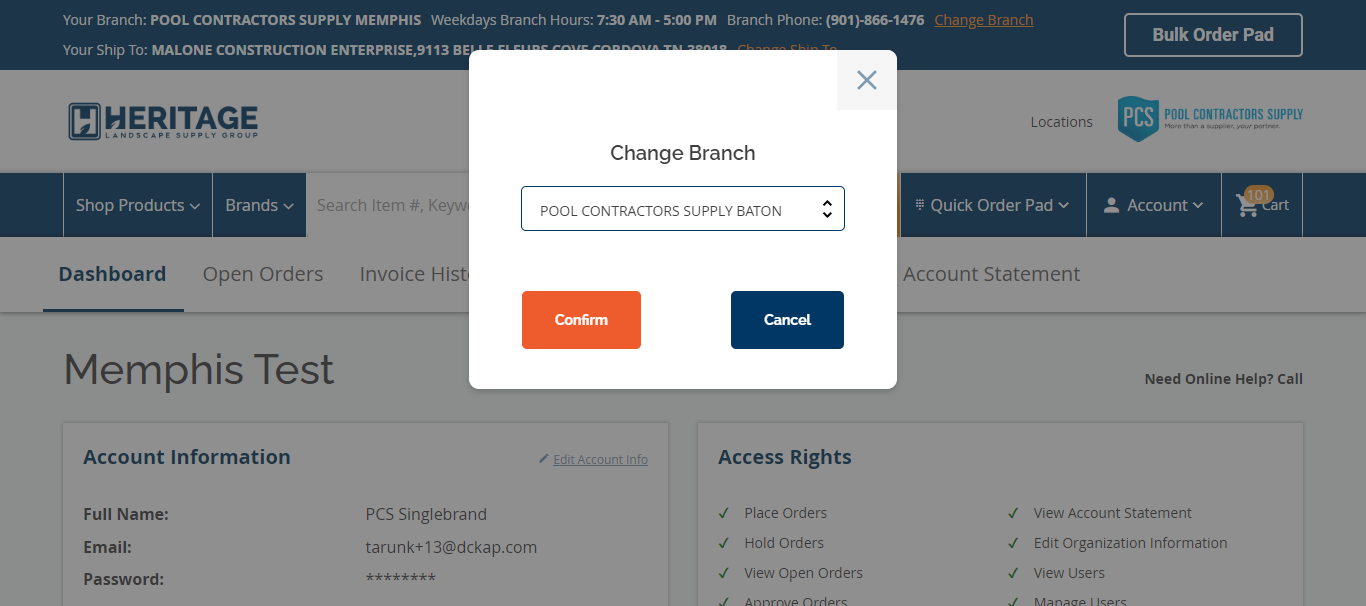 Your Branch: POOL CONTRACTORS SUPPLY MEMPHIS Weekdays Branch Hours: 7:30 AM - 5:00 PM Branch Phone: (901)-866-1476 Change Branch
Bulk Order Pad
Your Ship To: MALONE CONSTRUCTION ENTERPRISE,9113 BELLE FLEURS COVE CORDOVA TN 38018 Change Ship To
HERITAGE
LANDSCAPE SUPPLY GROUP
Locations
PCS POOL CONTRACTORS SUPPLY
More than a supplier, your partner.
Change Branch
POOL CONTRACTORS SUPPLY BATON
Confirm
Cancel
Shop Products
Brands
Search Item #, Keyw
Quick Order Pad
Account
101
Cart
Dashboard
Open Orders
Invoice Hist
Account Statement
Memphis Test
Need Online Help? Call
Account Information
Edit Account Info
Full Name: PCS Singlebrand
Email: tarunk+13@dckap.com
Password: ********
Access Rights
Place Orders
View Account Statement
Hold Orders
Edit Organization Information
View Open Orders
View Users
Approve Orders
Manage Users